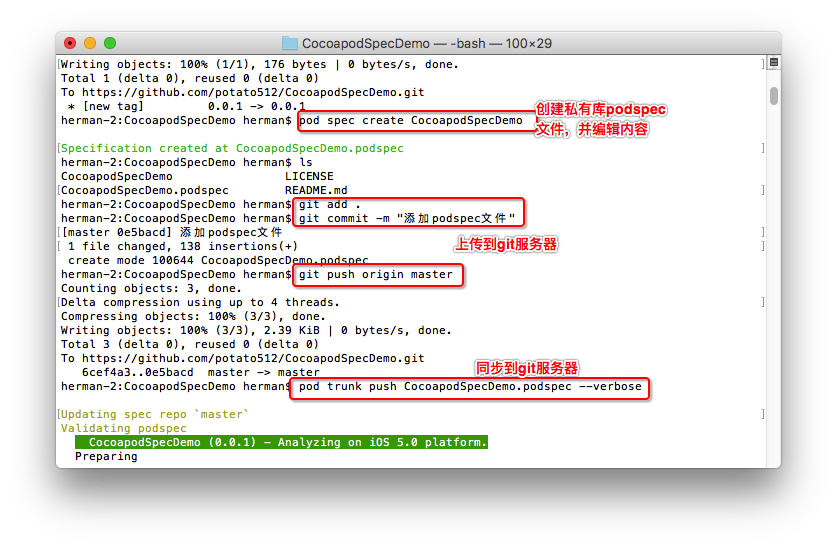 CocoapodSpecDemo — -bash — 100×29
[Writing objects: 100% (1/1), 176 bytes | 0 bytes/s, done. ]
Total 1 (delta 0), reused 0 (delta 0)
To https://github.com/potato512/CocoapodSpecDemo.git
* [new tag] 0.0.1 -> 0.0.1
herman-2:CocoapodSpecDemo herman$ pod spec create CocoapodSpecDemo
创建私有库podspec
文件，并编辑内容
[Specification created at CocoapodSpecDemo.podspec ]
herman-2:CocoapodSpecDemo herman$ ls
CocoapodSpecDemo LICENSE
[CocoapodSpecDemo.podspec README.md ]
herman-2:CocoapodSpecDemo herman$ git add .
herman-2:CocoapodSpecDemo herman$ git commit -m "添加podspec文件"
[[master 0e5bacd] 添加podspec文件 ]
[ 1 file changed, 138 insertions(+) ]
上传到git服务器
create mode 100644 CocoapodSpecDemo.podspec
herman-2:CocoapodSpecDemo herman$ git push origin master
Counting objects: 3, done.
[Delta compression using up to 4 threads. ]
Compressing objects: 100% (3/3), done.
Writing objects: 100% (3/3), 2.39 KiB | 0 bytes/s, done.
Total 3 (delta 0), reused 0 (delta 0)
To https://github.com/potato512/CocoapodSpecDemo.git
6cef4a3..0e5bacd master -> master
同步到git服务器
herman-2:CocoapodSpecDemo herman$ pod trunk push CocoapodSpecDemo.podspec --verbose
[Updating spec repo `master` ]
Validating podspec
CocoapodSpecDemo (0.0.1) - Analyzing on iOS 5.0 platform.
Preparing